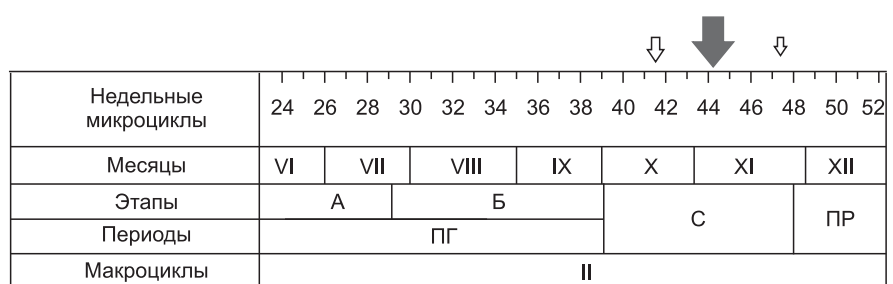 Недельные микроциклы 24 26 28 30 32 34 36 38 40 42 44 46 48 50 52
Месяцы VI VII VIII IX X XI XII
Этапы А Б С ПР
Периоды ПГ
Макроциклы II